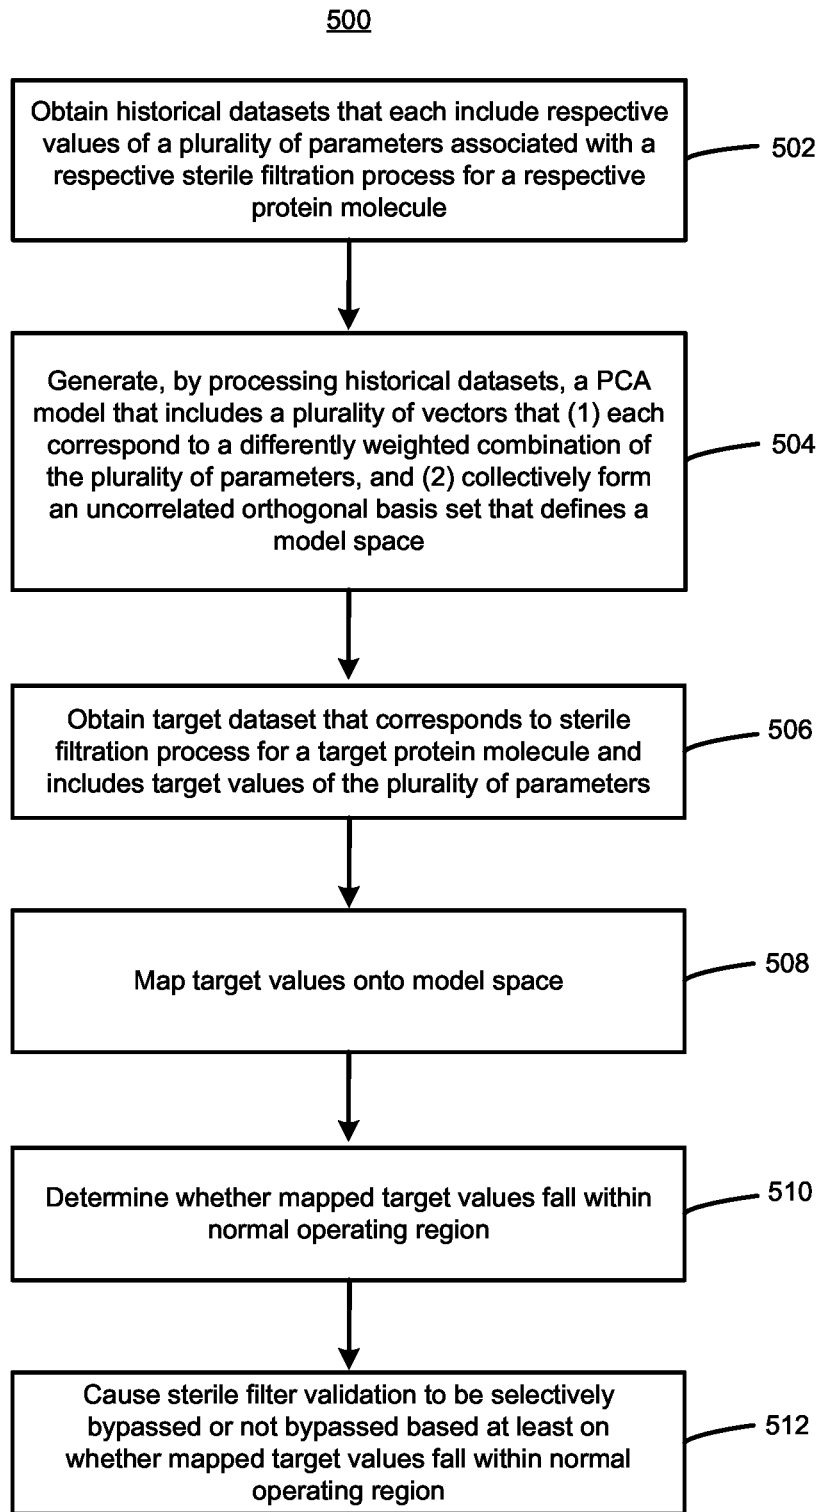 500
Obtain historical datasets that each include respective
values of a plurality of parameters associated with a
respective sterile filtration process for a respective
protein molecule
502
Generate, by processing historical datasets, a PCA
model that includes a plurality of vectors that (1) each
correspond to a differently weighted combination of
the plurality of parameters, and (2) collectively form
an uncorrelated orthogonal basis set that defines a
model space
504
Obtain target dataset that corresponds to sterile
filtration process for a target protein molecule and
includes target values of the plurality of parameters
506
Map target values onto model space
508
Determine whether mapped target values fall within
normal operating region
510
Cause sterile filter validation to be selectively
bypassed or not bypassed based at least on
whether mapped target values fall within normal
operating region
512